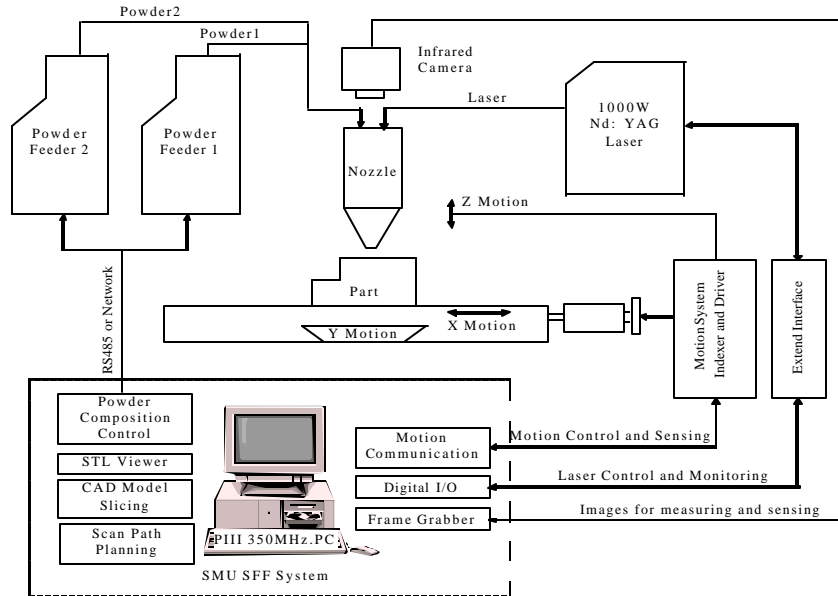 Powder2
Powder1
Infrared
Camera
Laser
1000W
Nd: YAG
Laser
Powder
Feeder 2
Powder
Feeder 1
Nozzle
Z Motion
Part
X Motion
Y Motion
Motion System
Indexer and Driver
Extend Interface
RS485 or Network
Powder
Composition
Control
STL Viewer
CAD Model
Slicing
Scan Path
Planning
PIII 350MHz.PC
Motion
Communication
Digital I/O
Frame Grabber
Motion Control and Sensing
Laser Control and Monitoring
Images for measuring and sensing
SMU SFF System